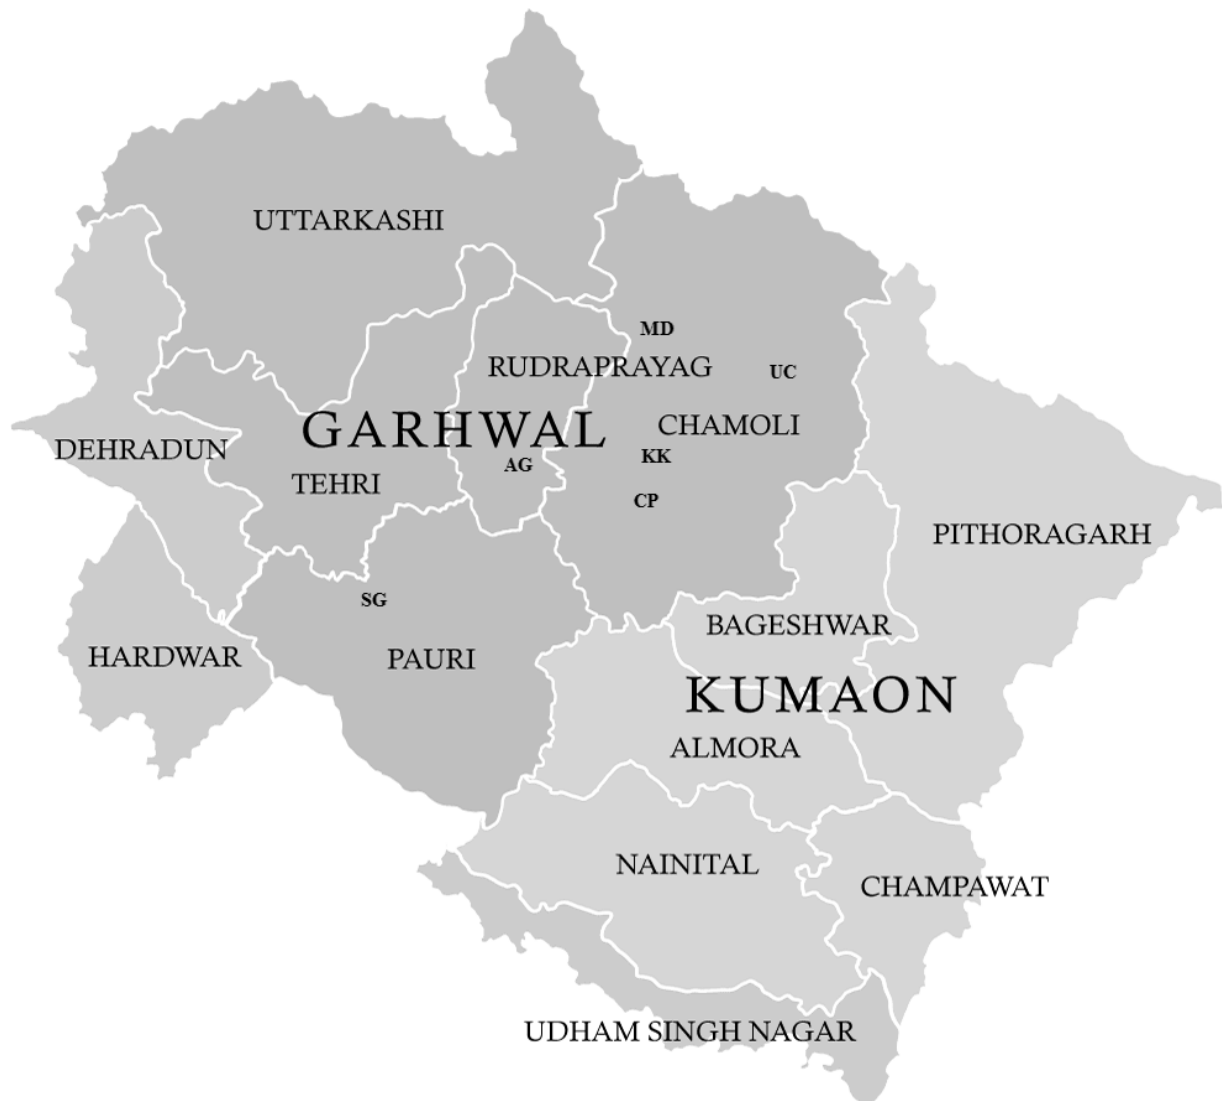 UTTARKASHI
MD
RUDRAPRAYAG
UC
GARHWAL
CHAMOLI
DEHRADUN
KK
AG
TEHRI
CP
PITHORAGARH
SG
BAGESHWAR
HARDWAR
PAURI
KUMAON
ALMORA
NAINITAL
CHAMPAWAT
UDHAM SINGH NAGAR